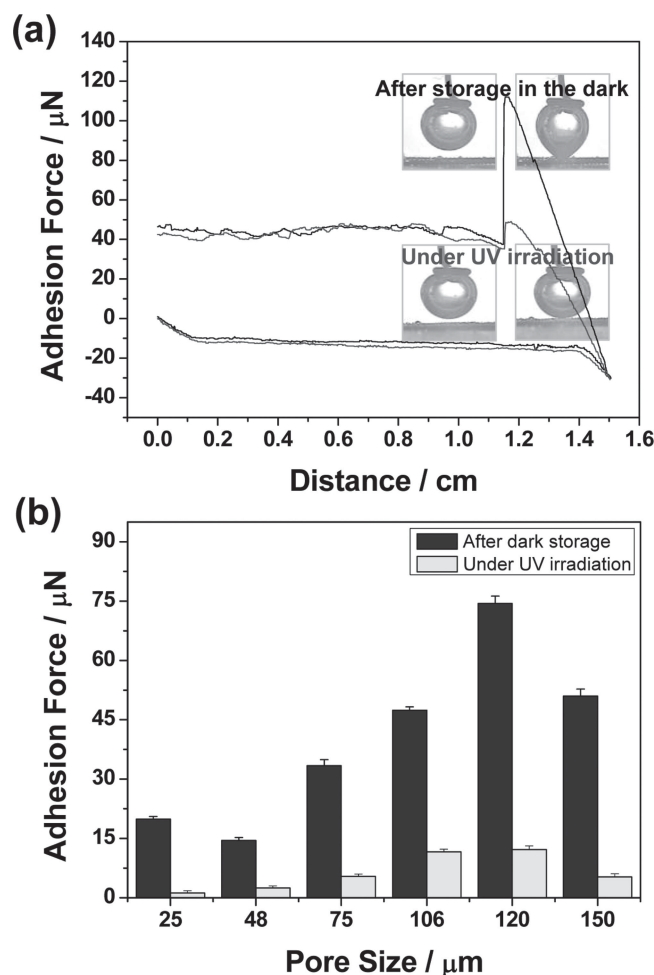 (a)
Adhesion Force / μN
140
120
100
80
60
40
20
0
-20
-40
After storage in the dark
Under UV irradiation
0.0 0.2 0.4 0.6 0.8 1.0 1.2 1.4 1.6
Distance / cm
(b)
Adhesion Force / μN
90
75
60
45
30
15
0
After dark storage
Under UV irradiation
25 48 75 106 120 150
Pore Size / μm